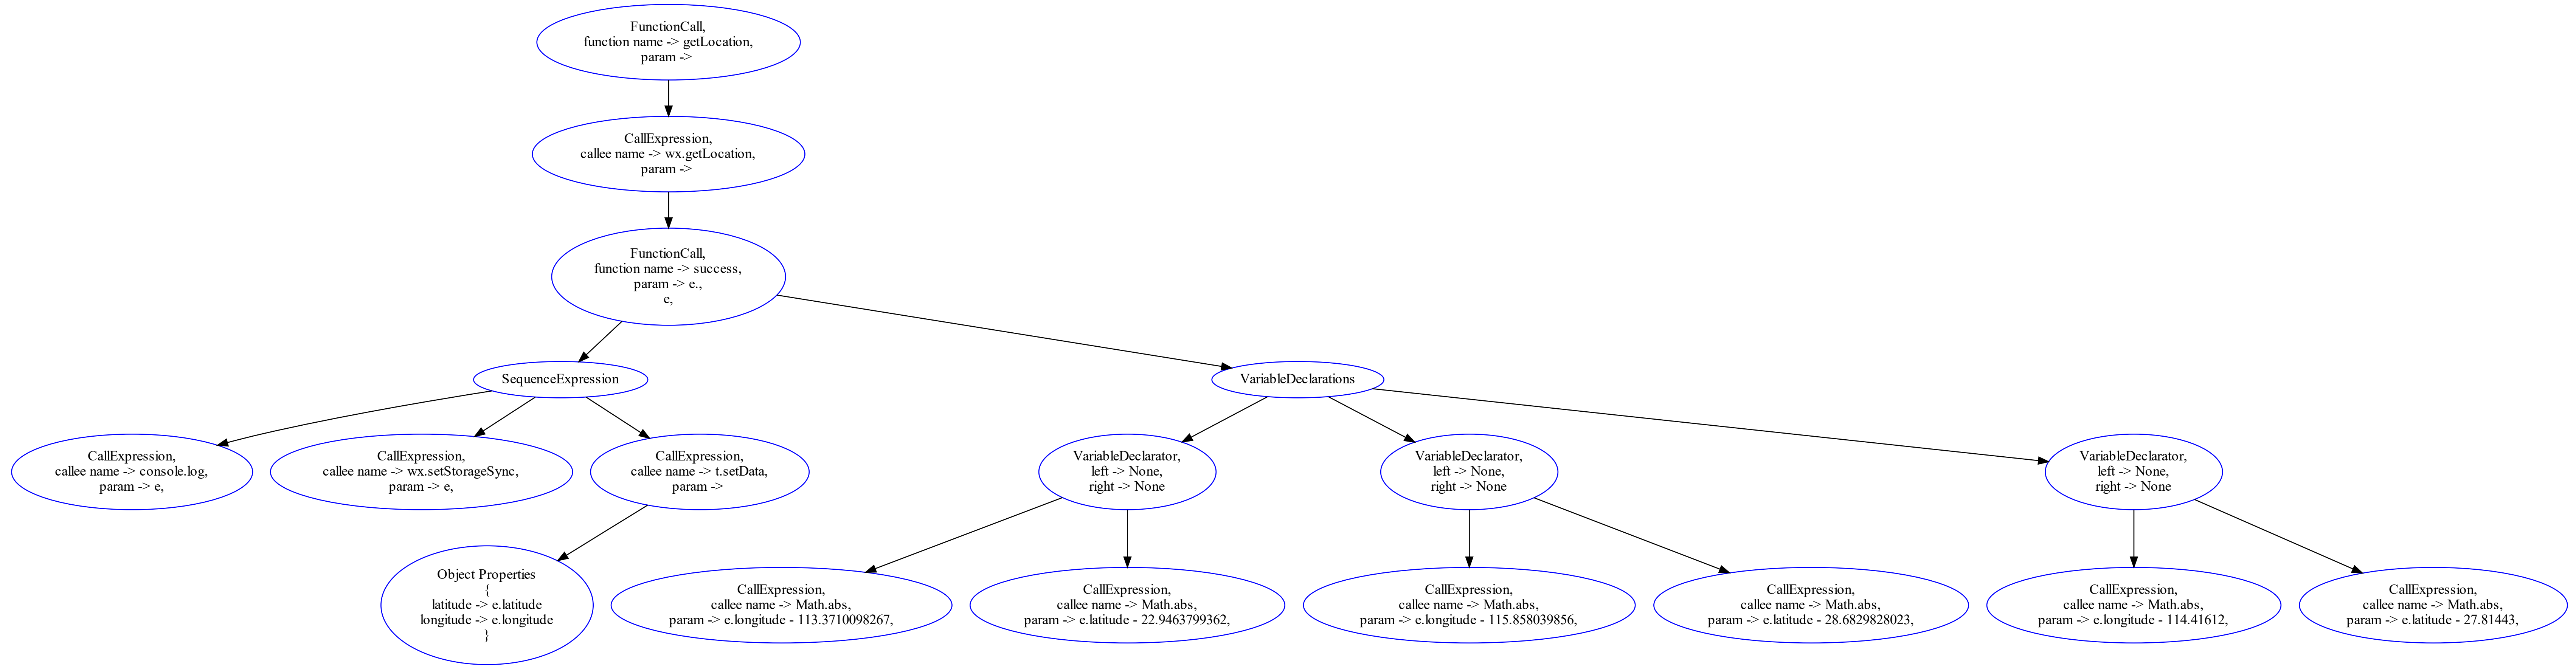 FunctionCall,
function name -> getLocation,
param ->
CallExpression,
callee name -> wx.getLocation,
param ->
FunctionCall,
function name -> success,
param -> e.,
e,
SequenceExpression
VariableDeclarations
CallExpression,
callee name -> console.log,
param -> e,
CallExpression,
callee name -> wx.setStorageSync,
param -> e,
CallExpression,
callee name -> t.setData,
param ->
VariableDeclarator,
left -> None,
right -> None
VariableDeclarator,
left -> None,
right -> None
VariableDeclarator,
left -> None,
right -> None
Object Properties
{
latitude -> e.latitude
longitude -> e.longitude
}
CallExpression,
callee name -> Math.abs,
param -> e.longitude - 113.3710098267,
CallExpression,
callee name -> Math.abs,
param -> e.latitude - 22.9463799362,
CallExpression,
callee name -> Math.abs,
param -> e.longitude - 115.858039856,
CallExpression,
callee name -> Math.abs,
param -> e.latitude - 28.6829828023,
CallExpression,
callee name -> Math.abs,
param -> e.longitude - 114.41612,
CallExpression,
callee name -> Math.abs,
param -> e.latitude - 27.81443,